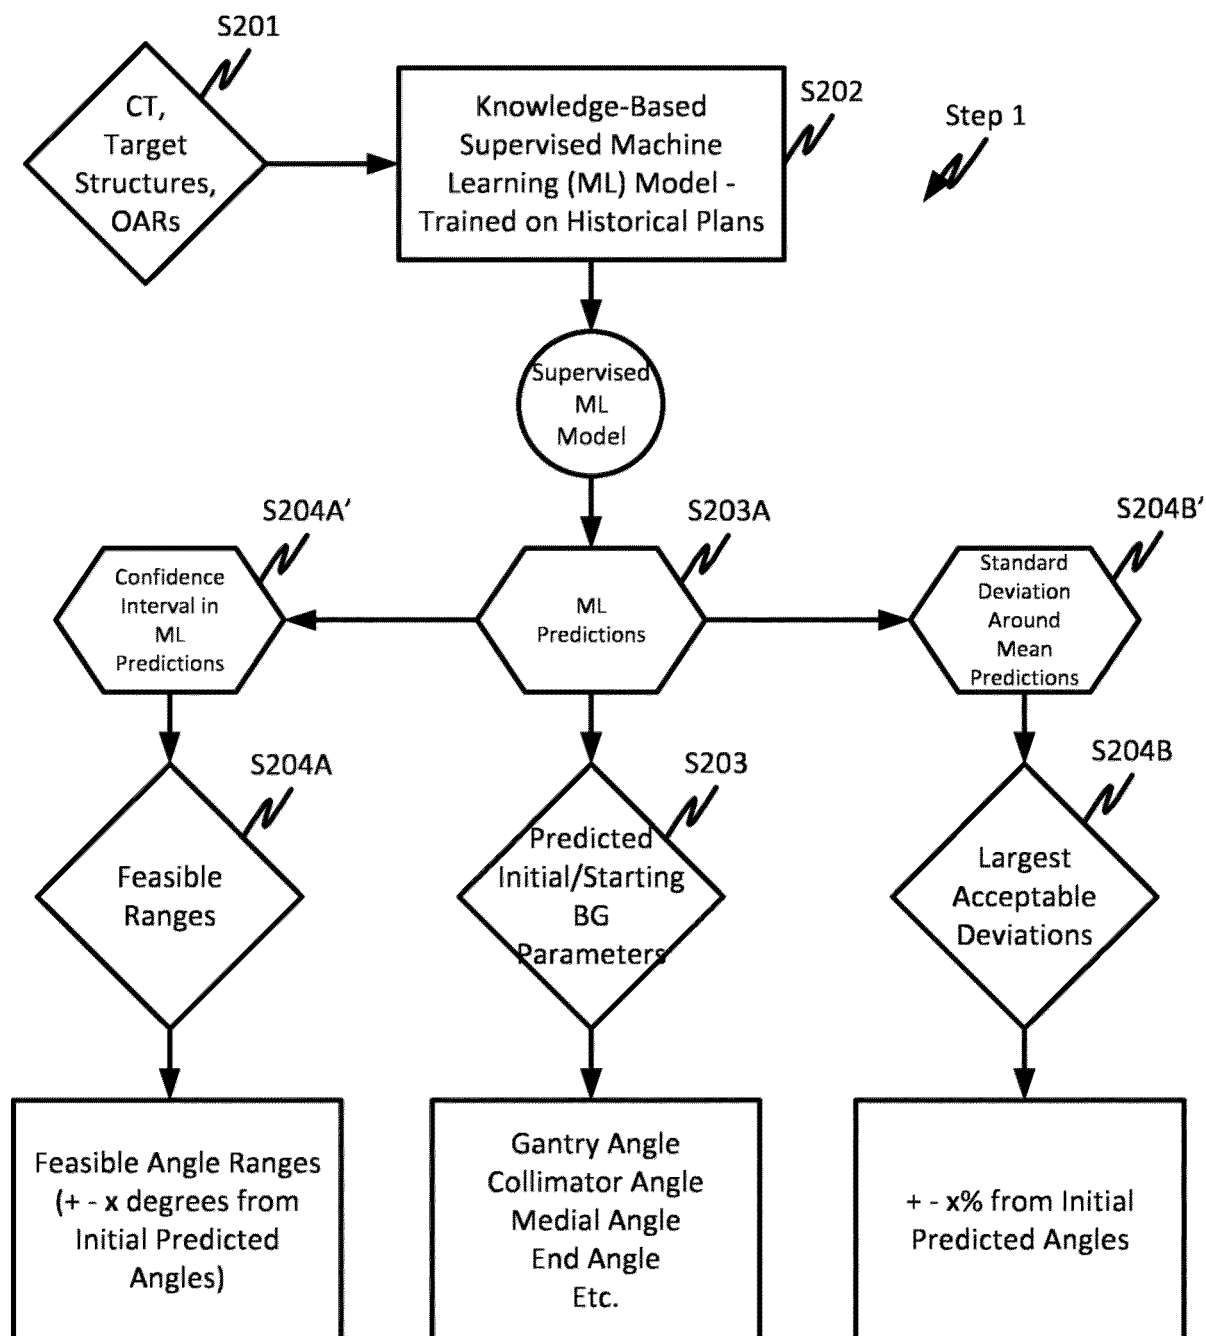 S201
CT,
Target
Structures,
OARs
Knowledge-Based
Supervised Machine
Learning (ML) Model -
Trained on Historical Plans
S202
Step 1
Supervised
ML
Model
S204A’
Confidence
Interval in
ML
Predictions
S203A
ML
Predictions
S204B’
Standard
Deviation
Around
Mean
Predictions
S204A
Feasible
Ranges
S203
Predicted
Initial/Starting
BG
Parameters
S204B
Largest
Acceptable
Deviations
Feasible Angle Ranges
(+ - x degrees from
Initial Predicted
Angles)
Gantry Angle
Collimator Angle
Medial Angle
End Angle
Etc.
+ - x% from Initial
Predicted Angles